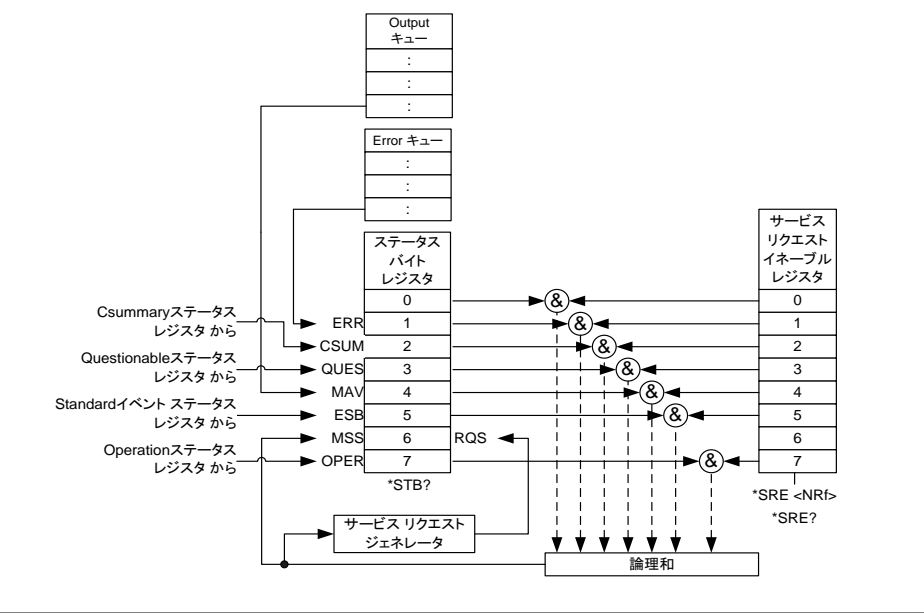 Output
キュー
:
:
:
Error キュー
:
:
:
ステータス
バイト
レジスタ
サービス
リクエスト
イネーブル
レジスタ
0
&
0
Csummaryステータス
レジスタ から
ERR
1
&
1
CSUM
2
&
2
Questionableステータス
レジスタ から
QUES
3
&
3
MAV
4
&
4
Standardイベント ステータス
レジスタ から
ESB
5
&
5
MSS
6
RQS
6
Operationステータス
レジスタ から
OPER
7
&
7
*STB?
*SRE <NRf>
*SRE?
サービス リクエスト
ジェネレータ
論理和